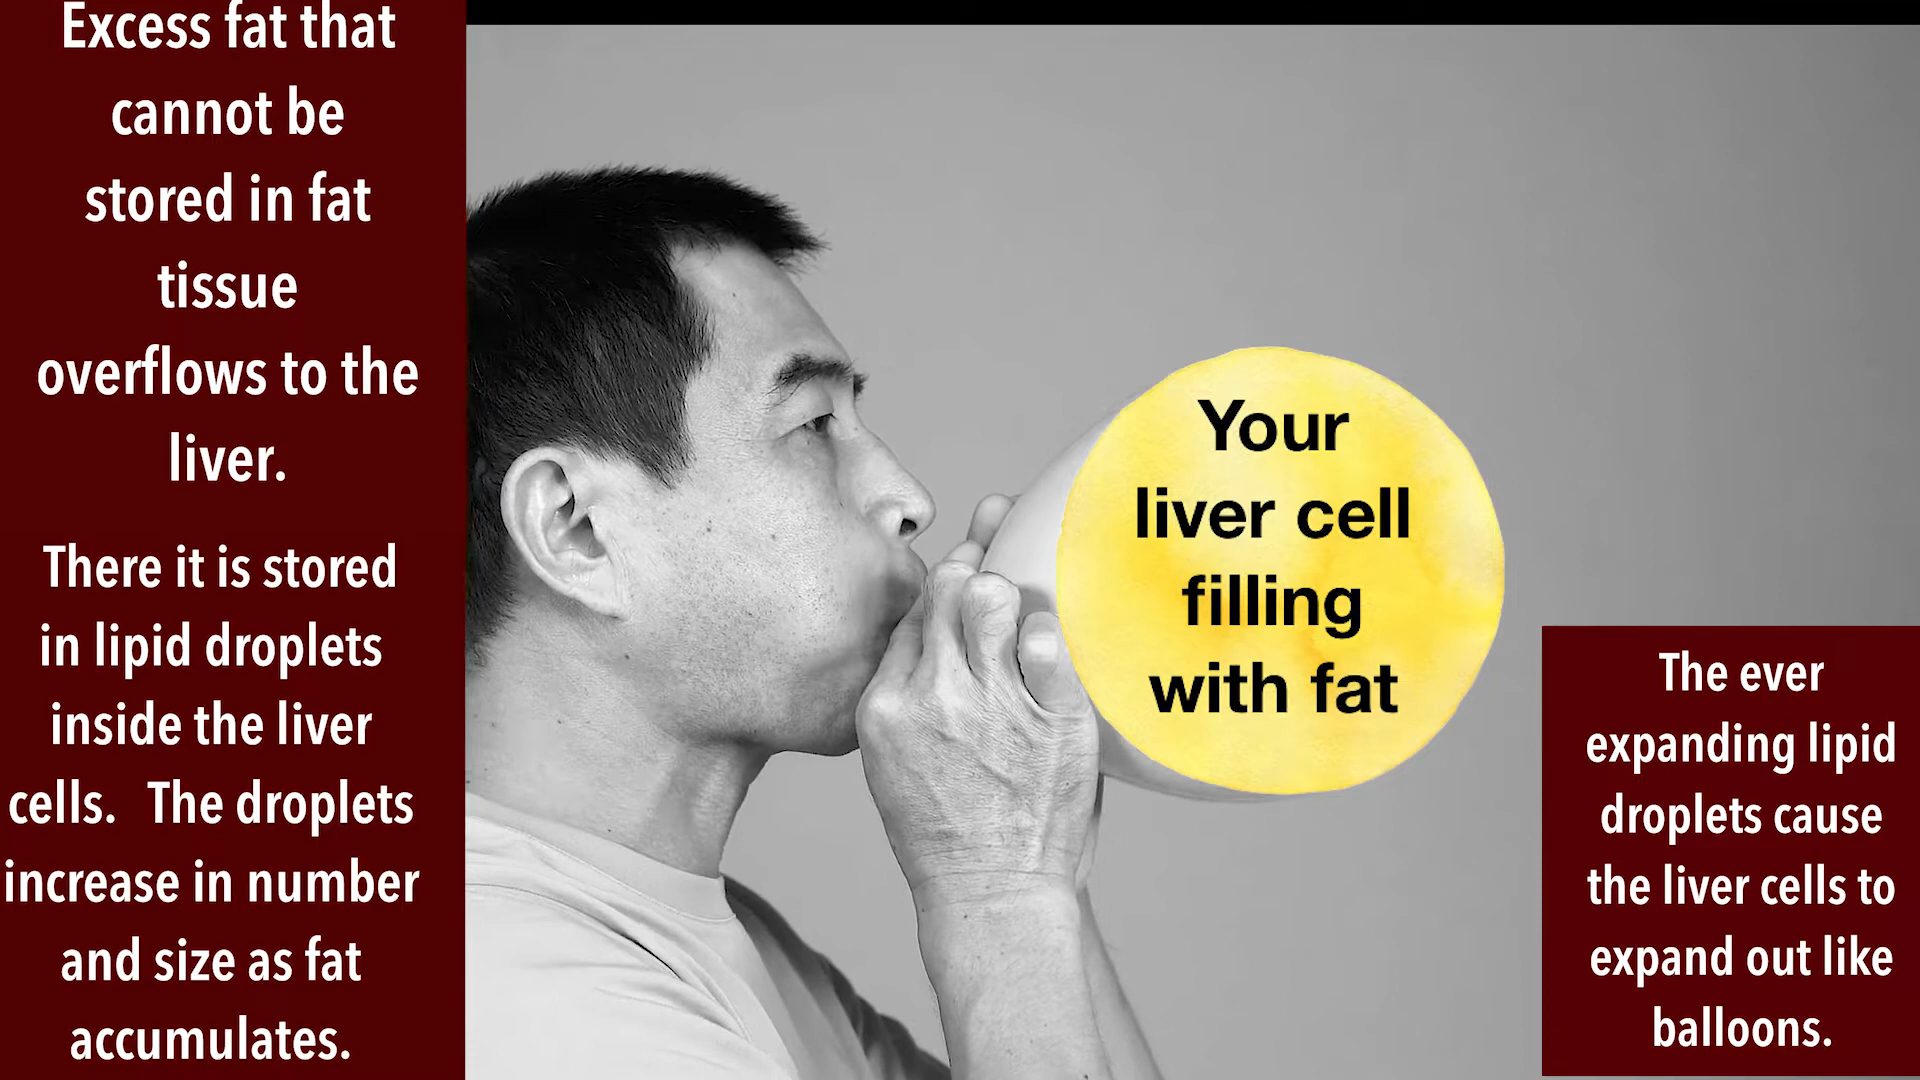 Excess fat that
cannot be
stored in fat
tissue
overflows to the
liver.
There it is stored
in lipid droplets
inside the liver
cells. The droplets
increase in number
and size as fat
accumulates.
Your
liver cell
filling
with fat
The ever
expanding lipid
droplets cause
the liver cells to
expand out like
balloons.